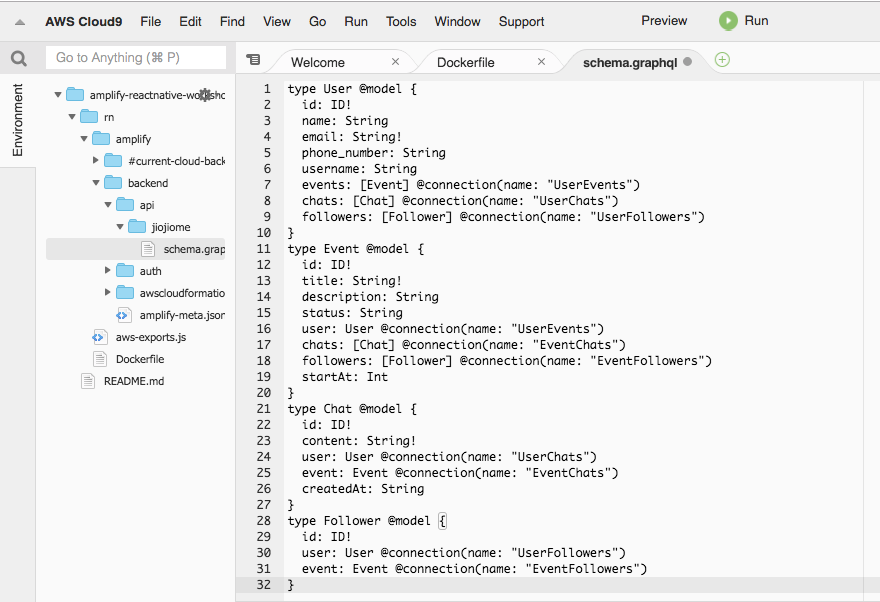 AWS Cloud9 File Edit Find View Go Run Tools Window Support Preview Run
Go to Anything (⌘ P)
Welcome × Dockerfile × schema.graphql
Environment
amplify-reactnative-worksho
rn
amplify
#current-cloud-back
backend
api
jiojiome
schema.grap
auth
awscloudformatio
amplify-meta.json
aws-exports.js
Dockerfile
README.md
1 type User @model {
2 id: ID!
3 name: String
4 email: String!
5 phone_number: String
6 username: String
7 events: [Event] @connection(name: "UserEvents")
8 chats: [Chat] @connection(name: "UserChats")
9 followers: [Follower] @connection(name: "UserFollowers")
10 }
11 type Event @model {
12 id: ID!
13 title: String!
14 description: String
15 status: String
16 user: User @connection(name: "UserEvents")
17 chats: [Chat] @connection(name: "EventChats")
18 followers: [Follower] @connection(name: "EventFollowers")
19 startAt: Int
20 }
21 type Chat @model {
22 id: ID!
23 content: String!
24 user: User @connection(name: "UserChats")
25 event: Event @connection(name: "EventChats")
26 createdAt: String
27 }
28 type Follower @model {
29 id: ID!
30 user: User @connection(name: "UserFollowers")
31 event: Event @connection(name: "EventFollowers")
32 }